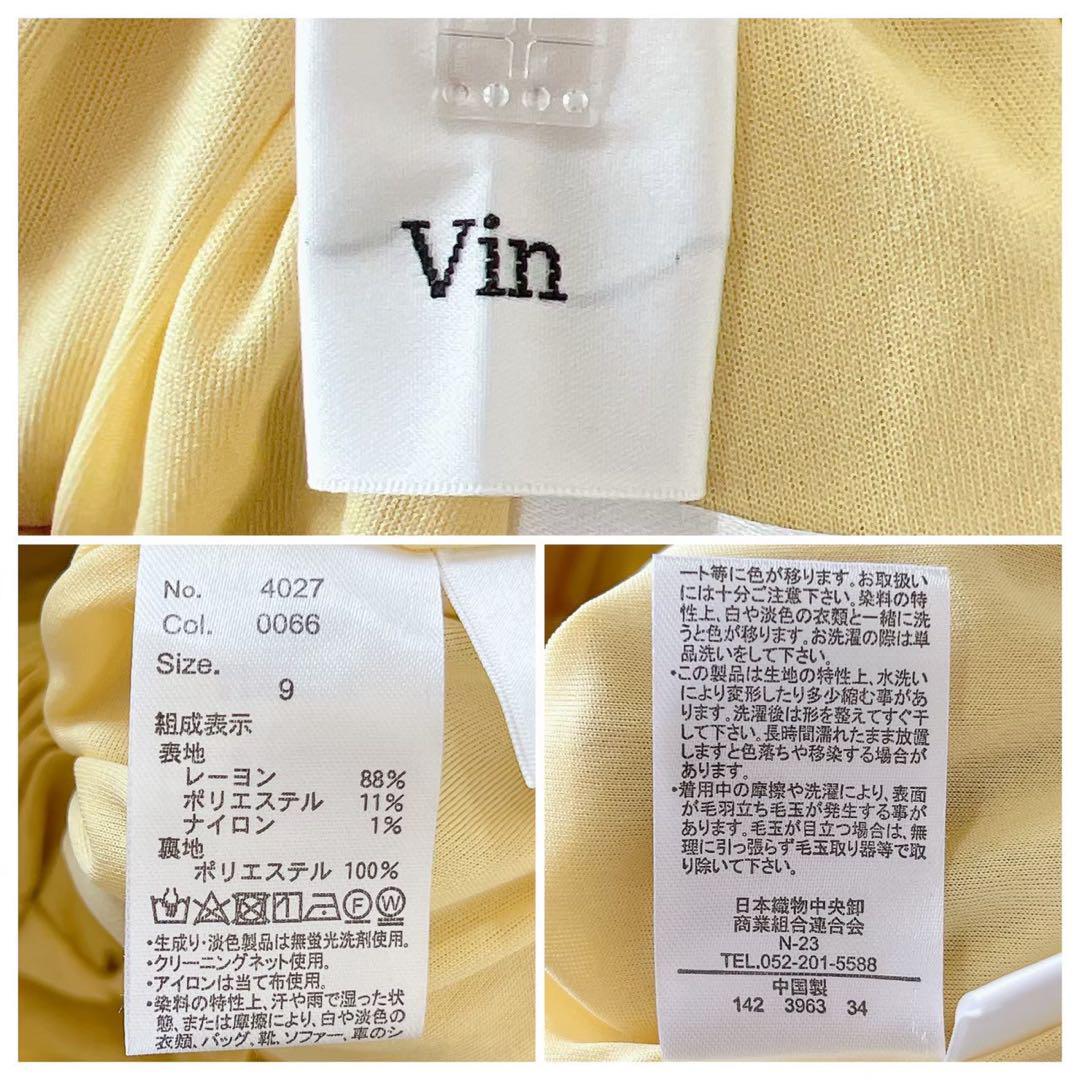 Vin
No. 4027
Col. 0066
Size.
9
組成表示
表地
レーヨン 88%
ポリエステル 11%
ナイロン 1%
裏地
ポリエステル 100%
F W
・生成り・淡色製品は無蛍光洗剤使用。
・クリーニングネット使用。
・アイロンは当て布使用。
・染料の特性上、汗や雨で湿った状
態、または摩擦により、白や淡色の
衣類、バッグ、靴、ソファー、車のシ
ート等に色が移ります。お取扱い
には十分ご注意下さい。染料の特
性上、白や淡色の衣類と一緒に洗
うと色が移ります。お洗濯の際は単
品洗いをして下さい。
・この製品は生地の特性上、水洗い
により変形したり多少縮む事があ
ります。洗濯後は形を整えてすぐ干
して下さい。長時間濡れたまま放置
しますと色落ちや移染する場合が
あります。
・着用中の摩擦や洗濯により、表面
が毛羽立ち毛玉が発生する事が
あります。毛玉が目立つ場合は、無
理に引っ張らず毛玉取り器等で取
り除いて下さい。
日本織物中央卸
商業組合連合会
N-23
TEL.052-201-5588
中国製
142 3963 34